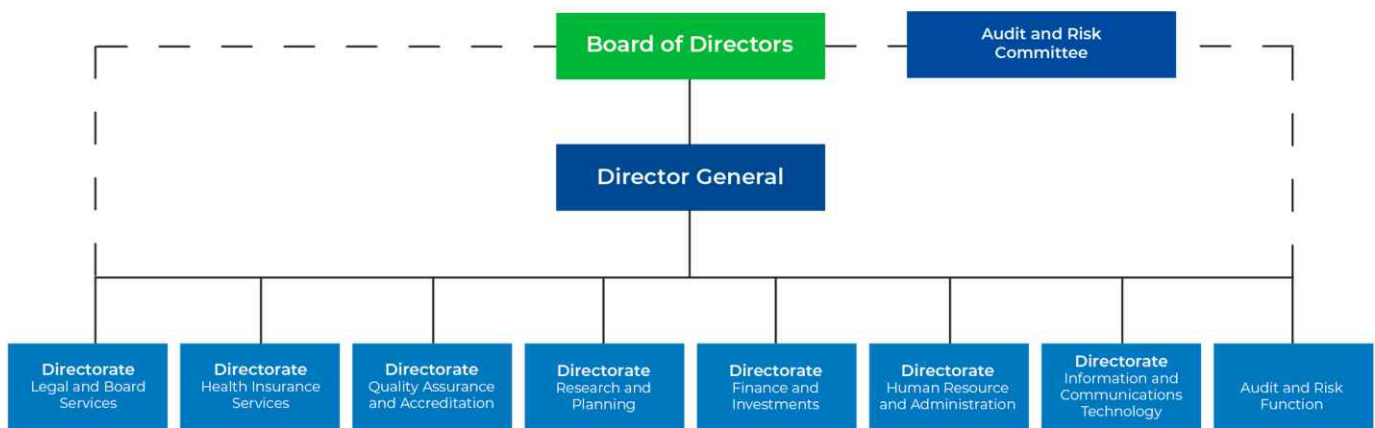 Board of Directors
Audit and Risk
Committee
Director General
Directorate
Legal and Board
Services
Directorate
Health Insurance
Services
Directorate
Quality Assurance
and Accreditation
Directorate
Research and
Planning
Directorate
Finance and
Investments
Directorate
Human Resource
and Administration
Directorate
Information and
Communications
Technology
Audit and Risk
Function